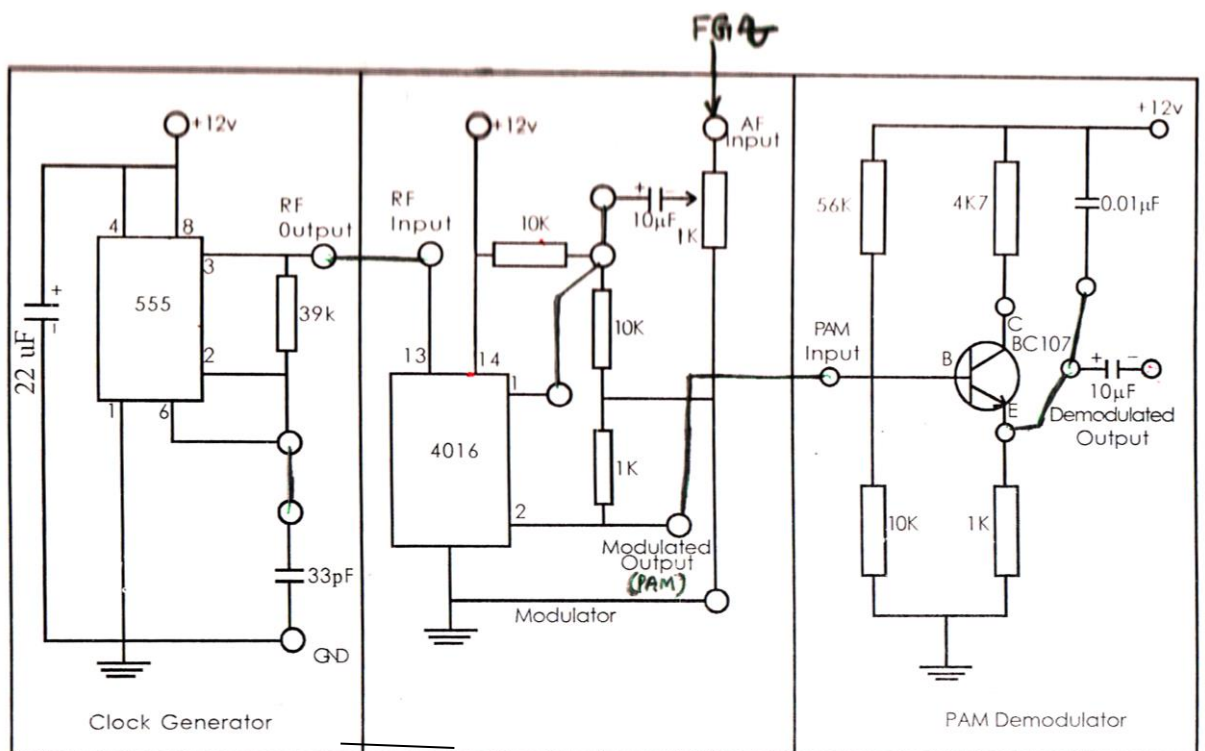 FG
+12v
4
8
3
555
2
1
6
22 uF
+
-
RF
Output
39k
33pF
GND
Clock Generator
+12v
RF
Input
10K
+
-
10μF
1K
AF
Input
13
14
1
10K
4016
1K
2
Modulated
Output
(PAM)
Modulator
+12v
56K
4K7
0.01μF
PAM
Input
B
C
BC107
E
+
-
10μF
Demodulated
Output
10K
1K
PAM Demodulator